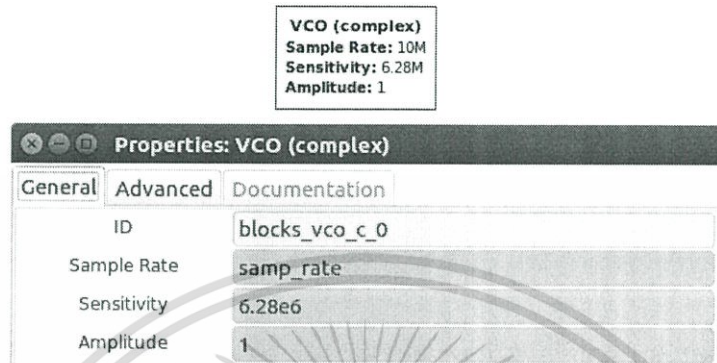 VCO (complex)
Sample Rate: 10M
Sensitivity: 6.28M
Amplitude: 1
Properties: VCO (complex)
General Advanced Documentation
ID blocks_vco_c_0
Sample Rate samp_rate
Sensitivity 6.28e6
Amplitude 1